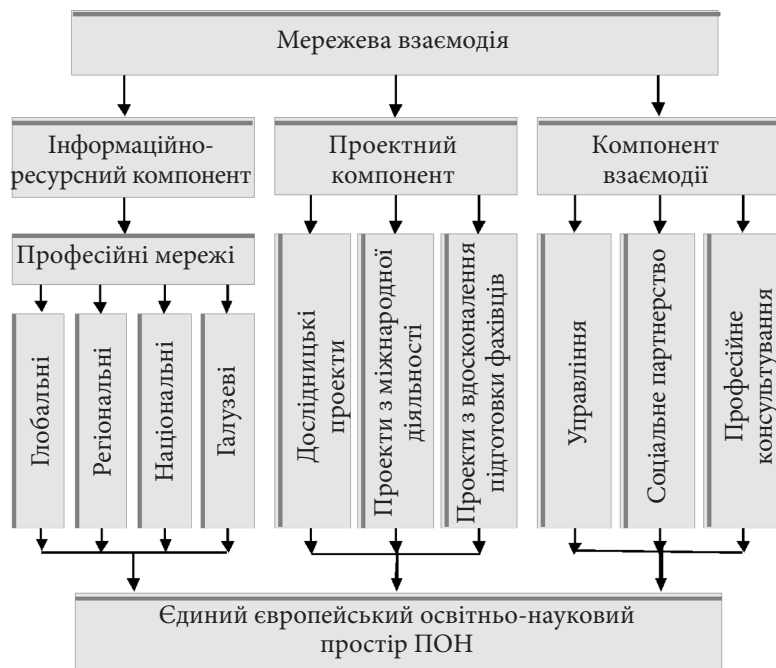 Мережева взаємодія
Інформаційно-
ресурсний компонент
Проектний
компонент
Компонент
взаємодії
Професійні мережі
Глобальні
Регіональні
Національні
Галузеві
Дослідницькі
проекти
Проекти з міжнародної
діяльності
Проекти з вдосконалення
підготовки фахівців
Управління
Соціальне партнерство
Професійне
консультування
Єдиний європейський освітньо-науковий
простір ПОН